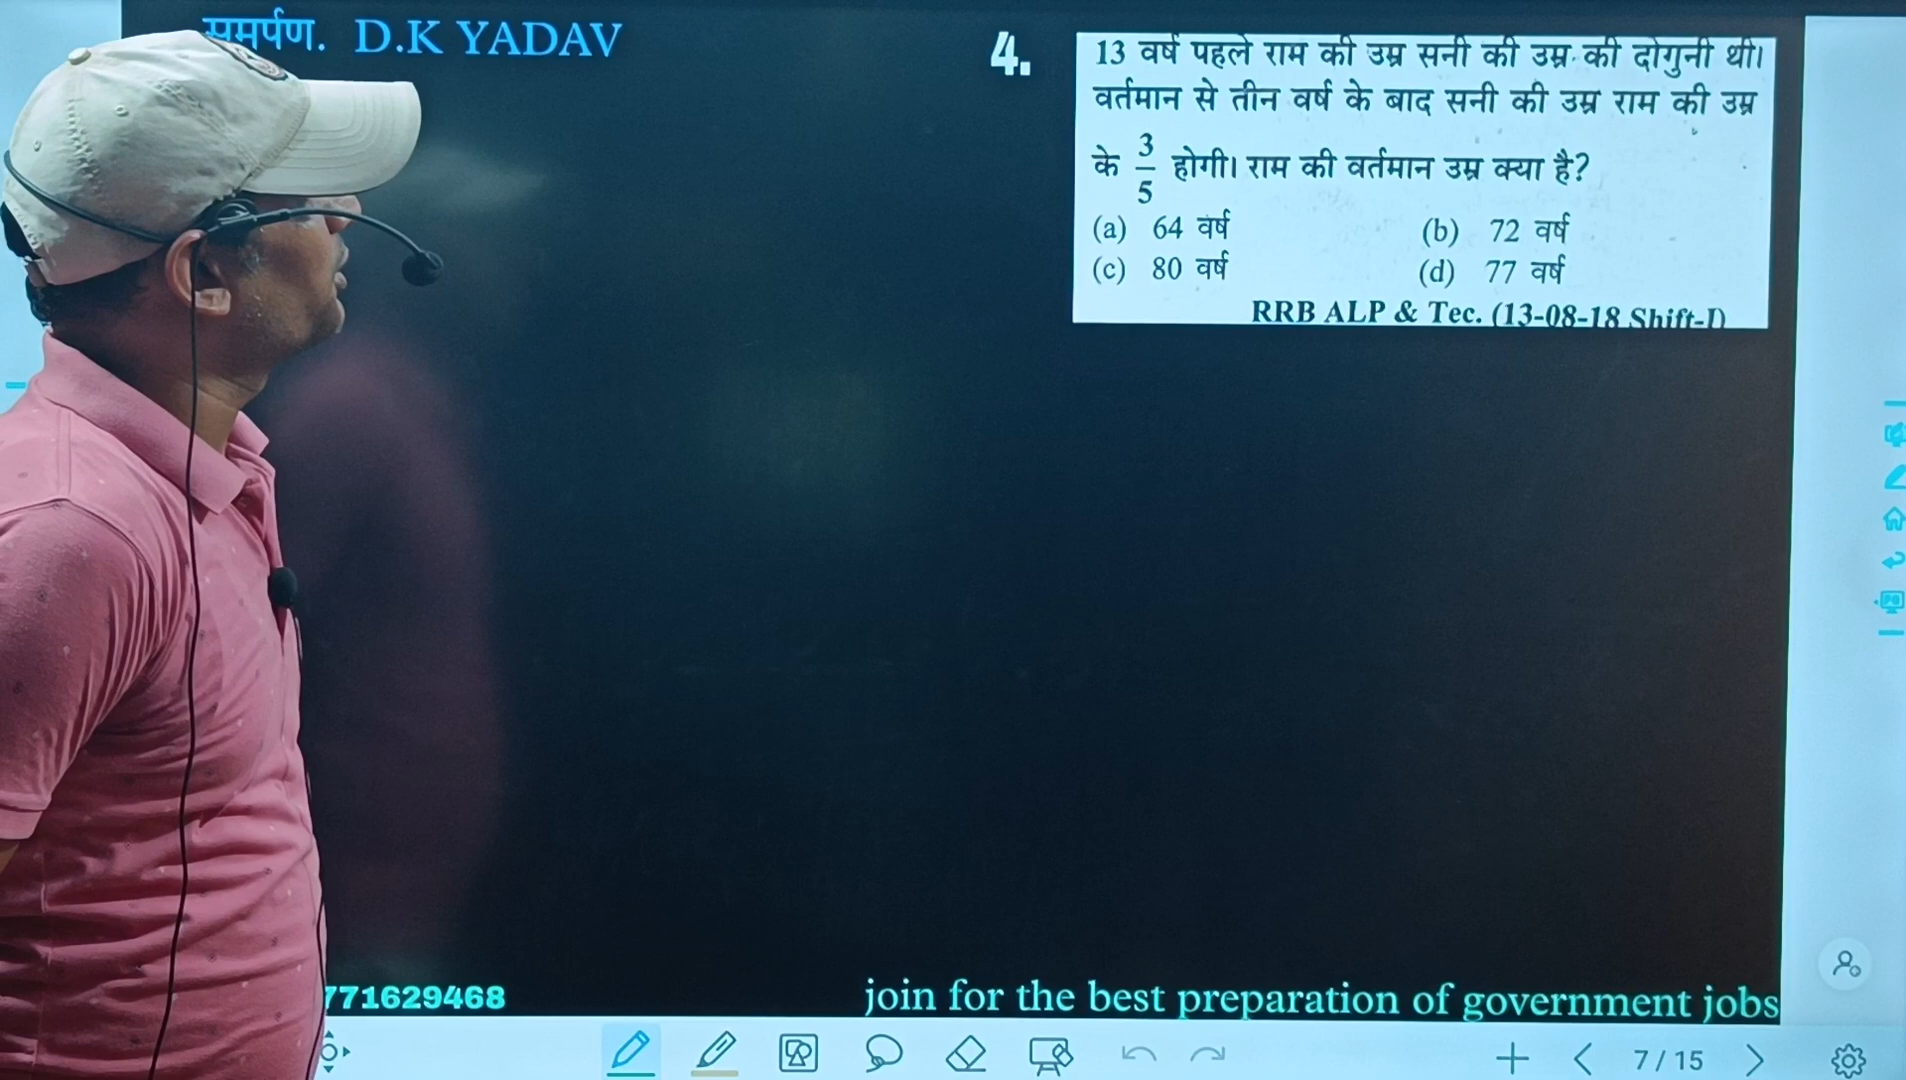 समर्पण. D.K YADAV
4.
13 वर्ष पहले राम की उम्र सनी की उम्र की दोगुनी थी।
वर्तमान से तीन वर्ष के बाद सनी की उम्र राम की उम्र
के 3/5 होगी। राम की वर्तमान उम्र क्या है?
(a) 64 वर्ष (b) 72 वर्ष
(c) 80 वर्ष (d) 77 वर्ष
RRB ALP & Tec. (13-08-18 Shift-I)
771629468
join for the best preparation of government jobs
7/15